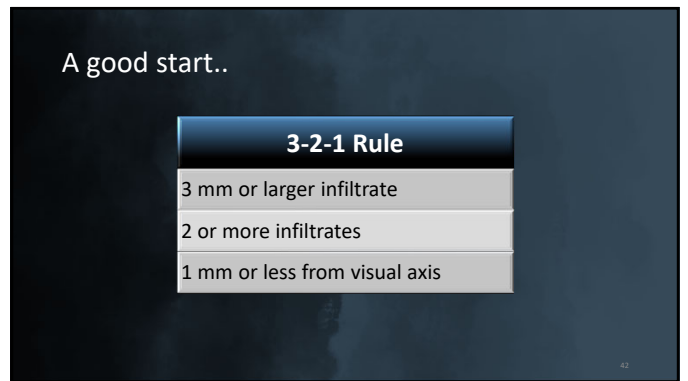 A good start..
3-2-1 Rule
3 mm or larger infiltrate
2 or more infiltrates
1 mm or less from visual axis
42